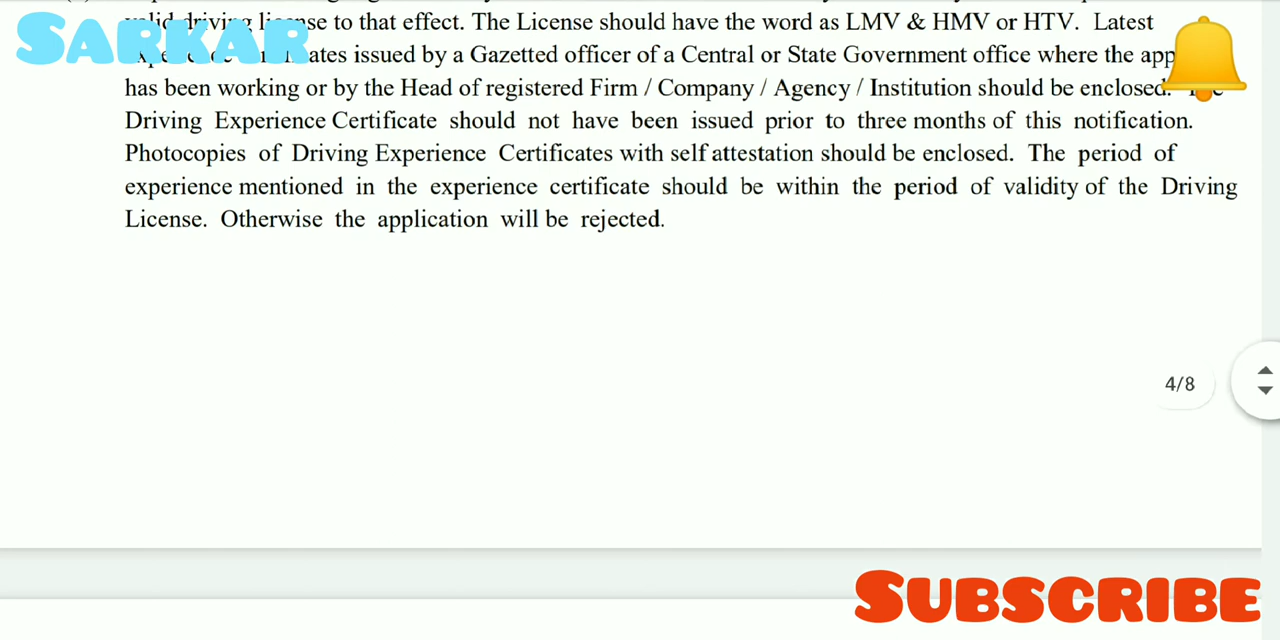 SARKAR
driving license to that effect. The License should have the word as LMV & HMV or HTV. Latest
issued by a Gazetted officer of a Central or State Government office where the
has been working or by the Head of registered Firm / Company / Agency / Institution should be enclosed.
Driving Experience Certificate should not have been issued prior to three months of this notification.
Photocopies of Driving Experience Certificates with self attestation should be enclosed. The period of
experience mentioned in the experience certificate should be within the period of validity of the Driving
License. Otherwise the application will be rejected.
4/8
SUBSCRIBE